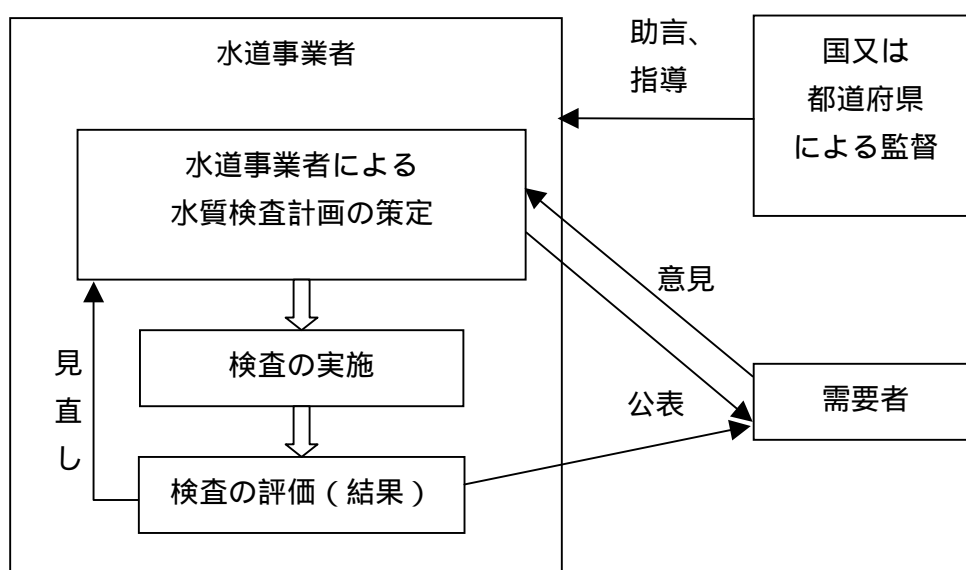 水道事業者
助言、
指導
国又は
都道府県
による監督
水道事業者による
水質検査計画の策定
意見
検査の実施
見直し
公表
需要者
検査の評価（結果）